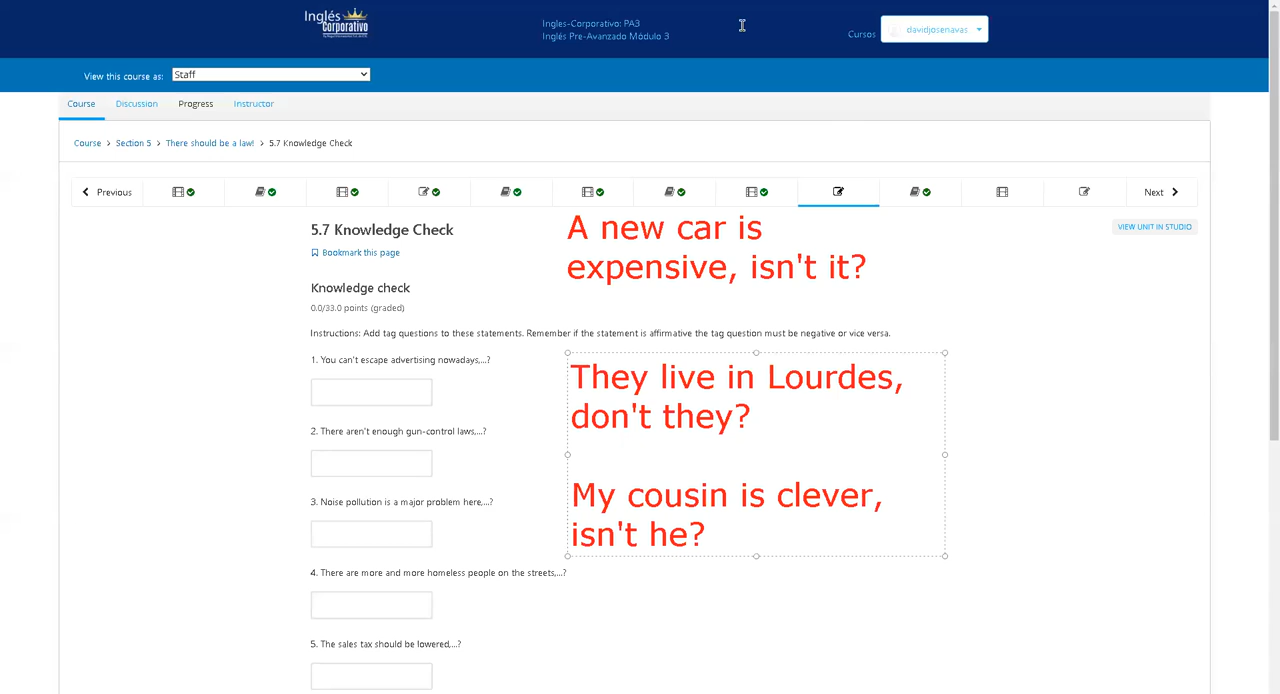 Inglés
Corporativo
Ingles-Corporativo: PA3
Inglés Pre-Avanzado Módulo 3
Cursos
davidjosenavas
View this course as:
Staff
Course
Discussion
Progress
Instructor
Course > Section 5 > There should be a law! > 5.7 Knowledge Check
Previous
Next
5.7 Knowledge Check
VIEW UNIT IN STUDIO
Bookmark this page
A new car is
expensive, isn't it?
Knowledge check
0.0/33.0 points (graded)
Instructions: Add tag questions to these statements. Remember if the statement is affirmative the tag question must be negative or vice versa.
1. You can't escape advertising nowadays,...?
They live in Lourdes,
don't they?
2. There aren't enough gun-control laws,...?
My cousin is clever,
isn't he?
3. Noise pollution is a major problem here,...?
4. There are more and more homeless people on the streets,...?
5. The sales tax should be lowered,...?